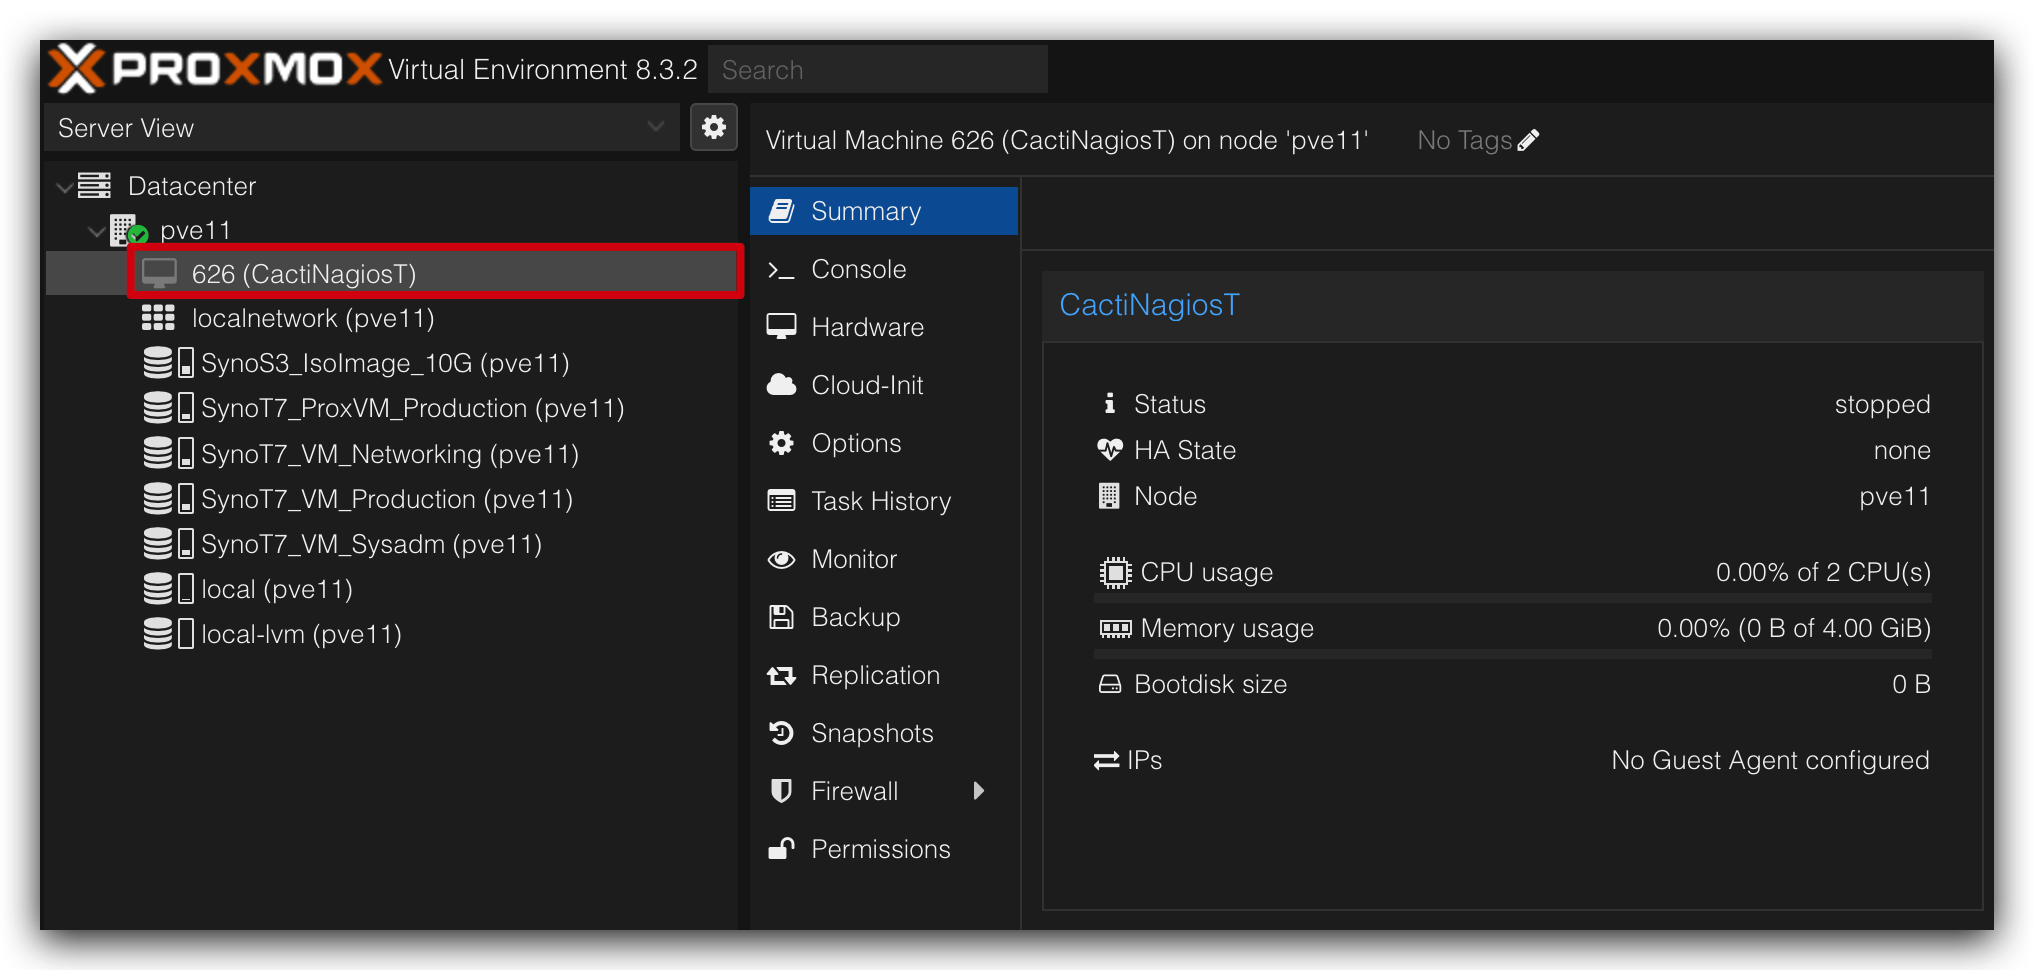 PROXMOX Virtual Environment 8.3.2 Search
Server View
Virtual Machine 626 (CactiNagiosT) on node 'pve11' No Tags
Datacenter
pve11
626 (CactiNagiosT)
localnetwork (pve11)
SynoS3_IsoImage_10G (pve11)
SynoT7_ProxVM_Production (pve11)
SynoT7_VM_Networking (pve11)
SynoT7_VM_Production (pve11)
SynoT7_VM_Sysadm (pve11)
local (pve11)
local-lvm (pve11)
Summary
Console
Hardware
Cloud-Init
Options
Task History
Monitor
Backup
Replication
Snapshots
Firewall
Permissions
CactiNagiosT
Status stopped
HA State none
Node pve11
CPU usage 0.00% of 2 CPU(s)
Memory usage 0.00% (0 B of 4.00 GiB)
Bootdisk size 0 B
IPs No Guest Agent configured